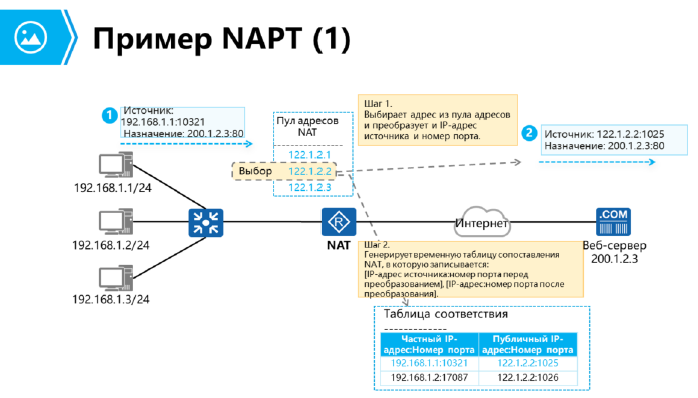 Пример NAPT (1)
1
Источник:
192.168.1.1:10321
Назначение: 200.1.2.3:80
Пул адресов
NAT
122.1.2.1
Выбор 122.1.2.2
122.1.2.3
Шаг 1.
Выбирает адрес из пула адресов
и преобразует и IP-адрес
источника и номер порта.
2
Источник: 122.1.2.2:1025
Назначение: 200.1.2.3:80
192.168.1.1/24
192.168.1.2/24
192.168.1.3/24
NAT
Интернет
.COM
Веб-сервер
200.1.2.3
Шаг 2.
Генерирует временную таблицу сопоставления
NAT, в которую записывается:
[IP-адрес источника:номер порта перед
преобразованием], [IP-адрес:номер порта после
преобразования].
Таблица соответствия
-------------
Частный IP-
адрес:Номер порта
Публичный IP-
адрес:Номер порта
192.168.1.1:10321 122.1.2.2:1025
192.168.1.2:17087 122.1.2.2:1026